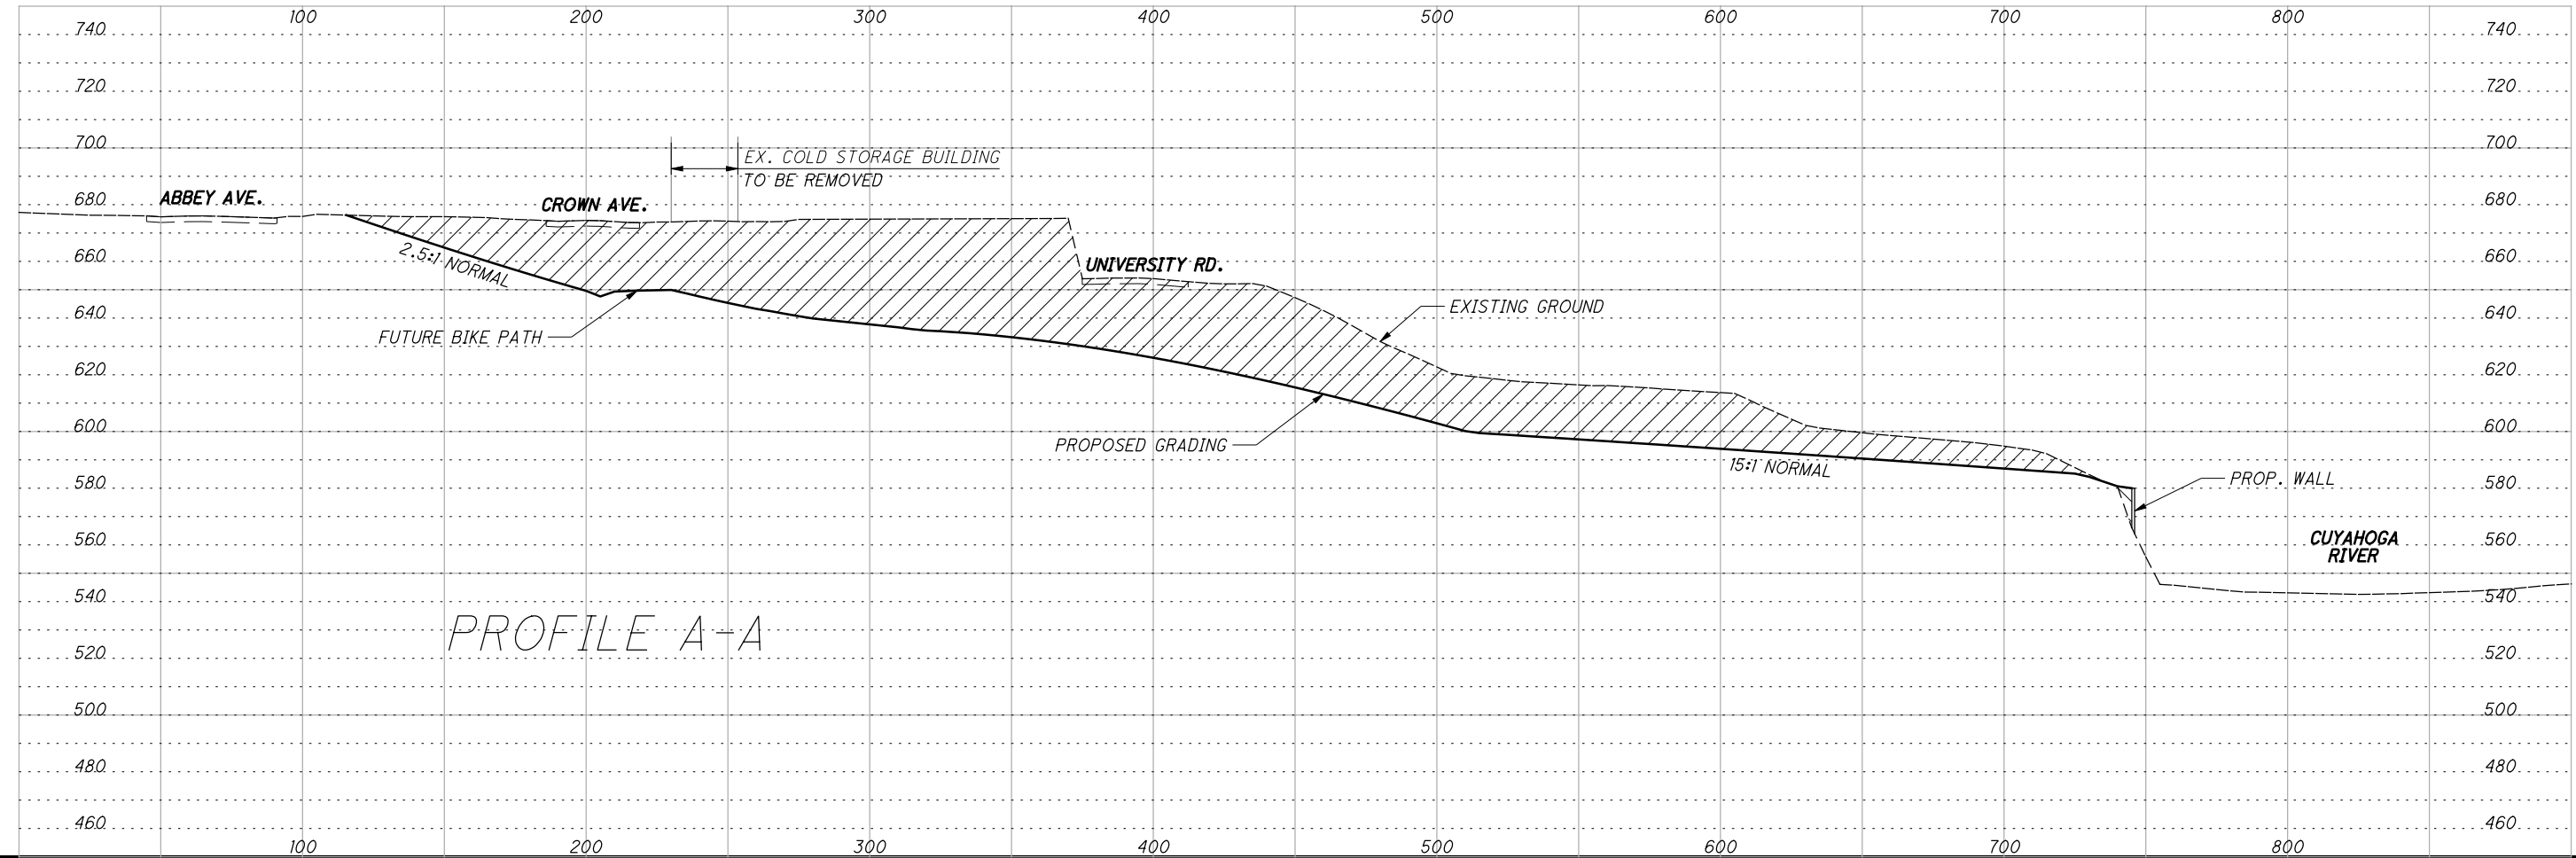 100 200 300 400 500 600 700 800
740 740
720 720
700 700
EX. COLD STORAGE BUILDING
TO BE REMOVED
680 680
ABBEY AVE.
CROWN AVE.
660 660
2.5:1 NORMAL
UNIVERSITY RD.
EXISTING GROUND
640 640
FUTURE BIKE PATH
620 620
600 600
PROPOSED GRADING
15:1 NORMAL
580 580
PROP. WALL
560 560
CUYAHOGA
RIVER
540 540
PROFILE A-A
520 520
500 500
480 480
460 460
100 200 300 400 500 600 700 800